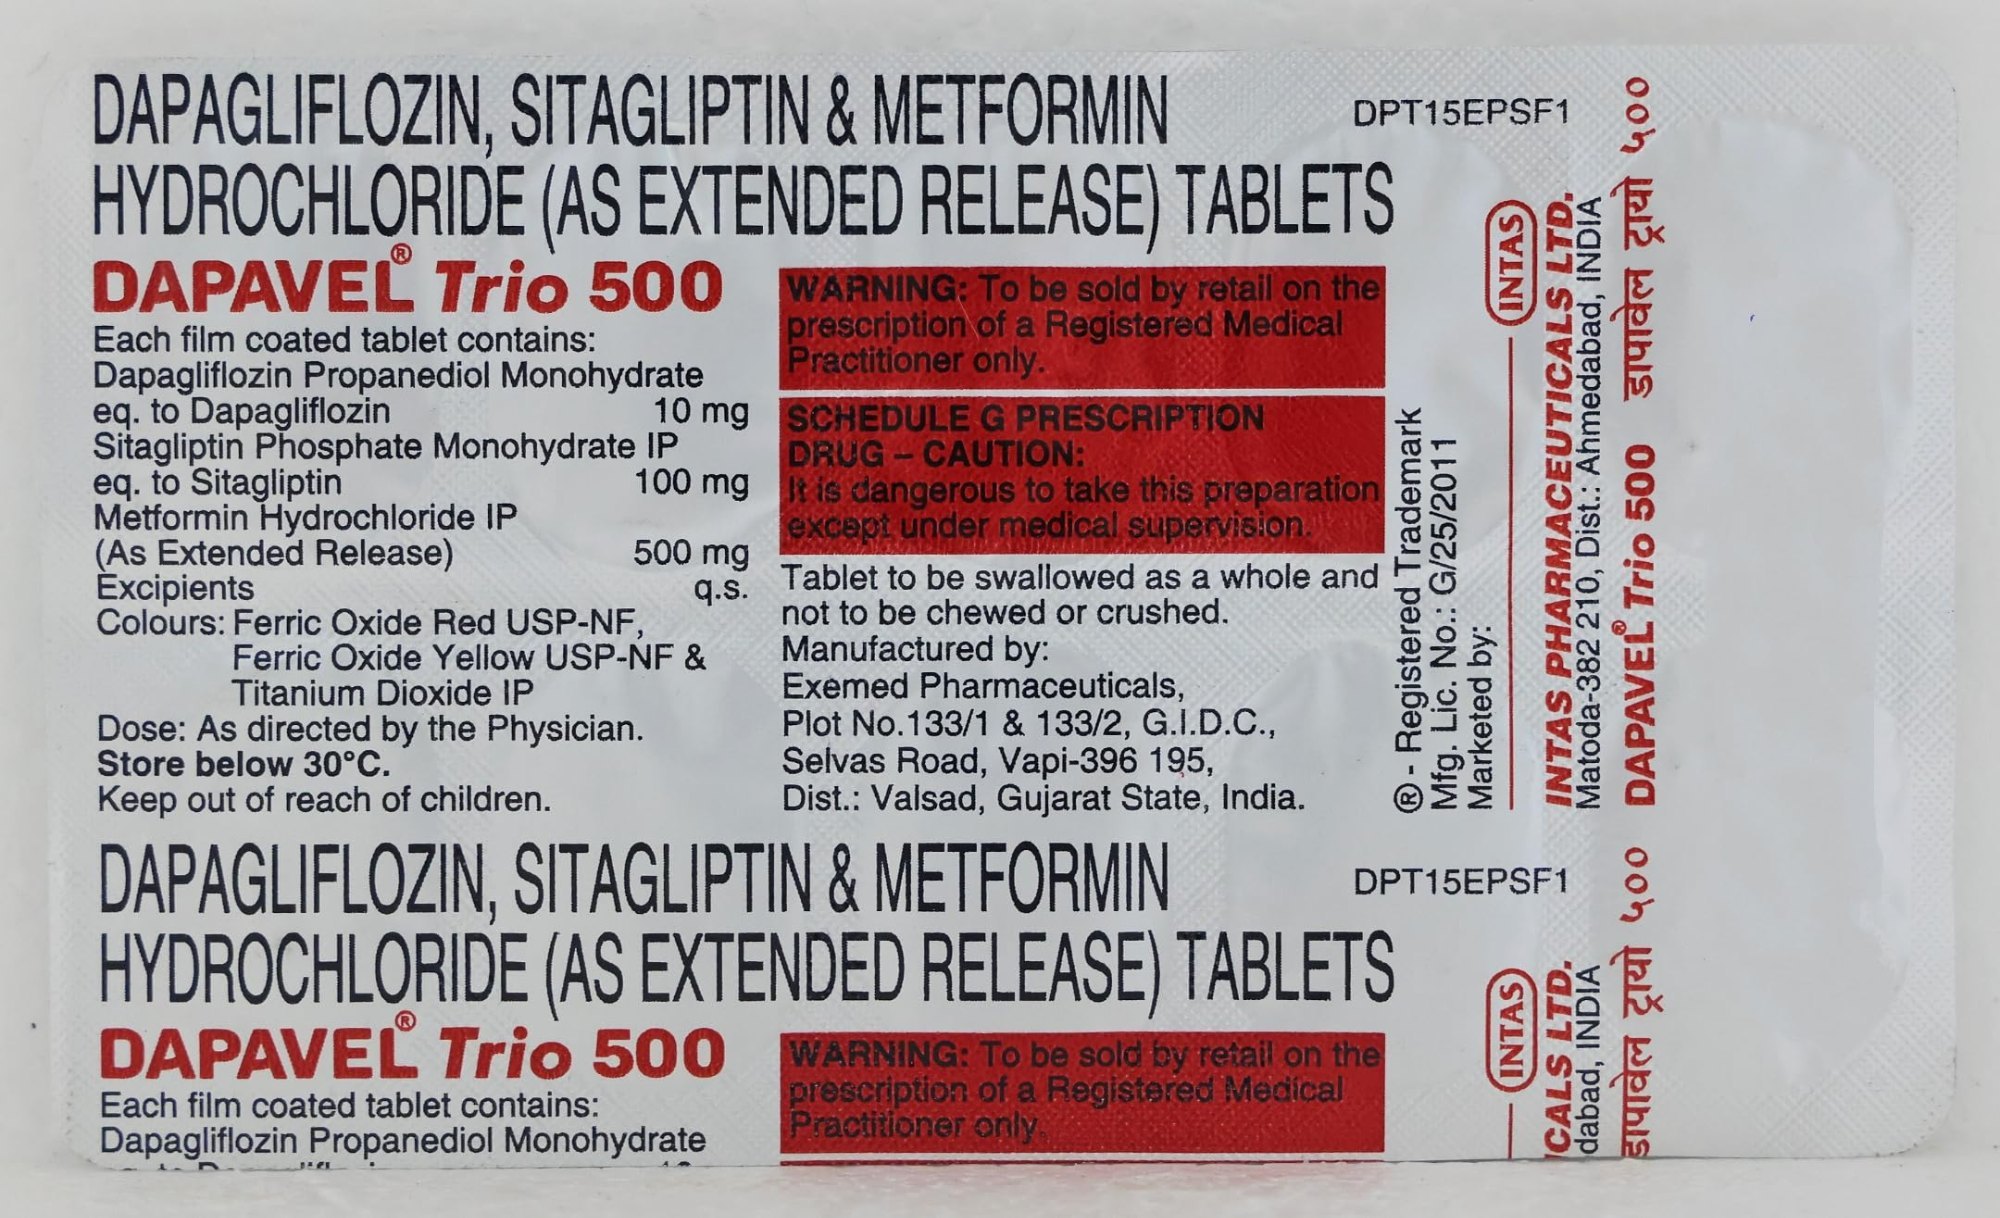 DAPAGLIFLOZIN, SITAGLIPTIN & METFORMIN
HYDROCHLORIDE (AS EXTENDED RELEASE) TABLETS
DPT15EPSF1
DAPAVEL® Trio 500
Each film coated tablet contains:
Dapagliflozin Propanediol Monohydrate
eq. to Dapagliflozin 10 mg
Sitagliptin Phosphate Monohydrate IP
eq. to Sitagliptin 100 mg
Metformin Hydrochloride IP
(As Extended Release) 500 mg
Excipients q.s.
Colours: Ferric Oxide Red USP-NF,
Ferric Oxide Yellow USP-NF &
Titanium Dioxide IP
Dose: As directed by the Physician.
Store below 30°C.
Keep out of reach of children.
WARNING: To be sold by retail on the
prescription of a Registered Medical
Practitioner only.
SCHEDULE G PRESCRIPTION
DRUG – CAUTION:
It is dangerous to take this preparation
except under medical supervision.
Tablet to be swallowed as a whole and
not to be chewed or crushed.
Manufactured by:
Exemed Pharmaceuticals,
Plot No.133/1 & 133/2, G.I.D.C.,
Selvas Road, Vapi-396 195,
Dist.: Valsad, Gujarat State, India.
® - Registered Trademark
Mfg. Lic. No.: G/25/2011
Marketed by:
INTAS
INTAS PHARMACEUTICALS LTD.
Matoda-382 210, Dist.: Ahmedabad, INDIA
DAPAVEL® Trio 500 डापावेल ट्रायो ५००
DAPAGLIFLOZIN, SITAGLIPTIN & METFORMIN
HYDROCHLORIDE (AS EXTENDED RELEASE) TABLETS
DPT15EPSF1
DAPAVEL® Trio 500
Each film coated tablet contains:
Dapagliflozin Propanediol Monohydrate
WARNING: To be sold by retail on the
prescription of a Registered Medical
Practitioner only.
INTAS
ICALS LTD.
dabad, INDIA
डापावेल ट्रायो ५००